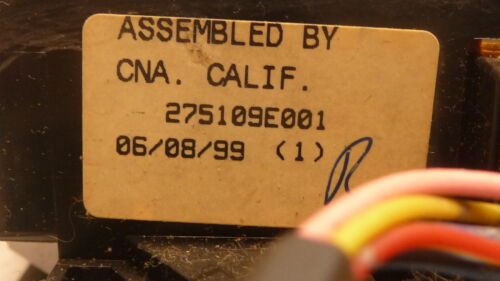 ASSEMBLED BY
CNA. CALIF.
275109E001
06/08/99 (1)